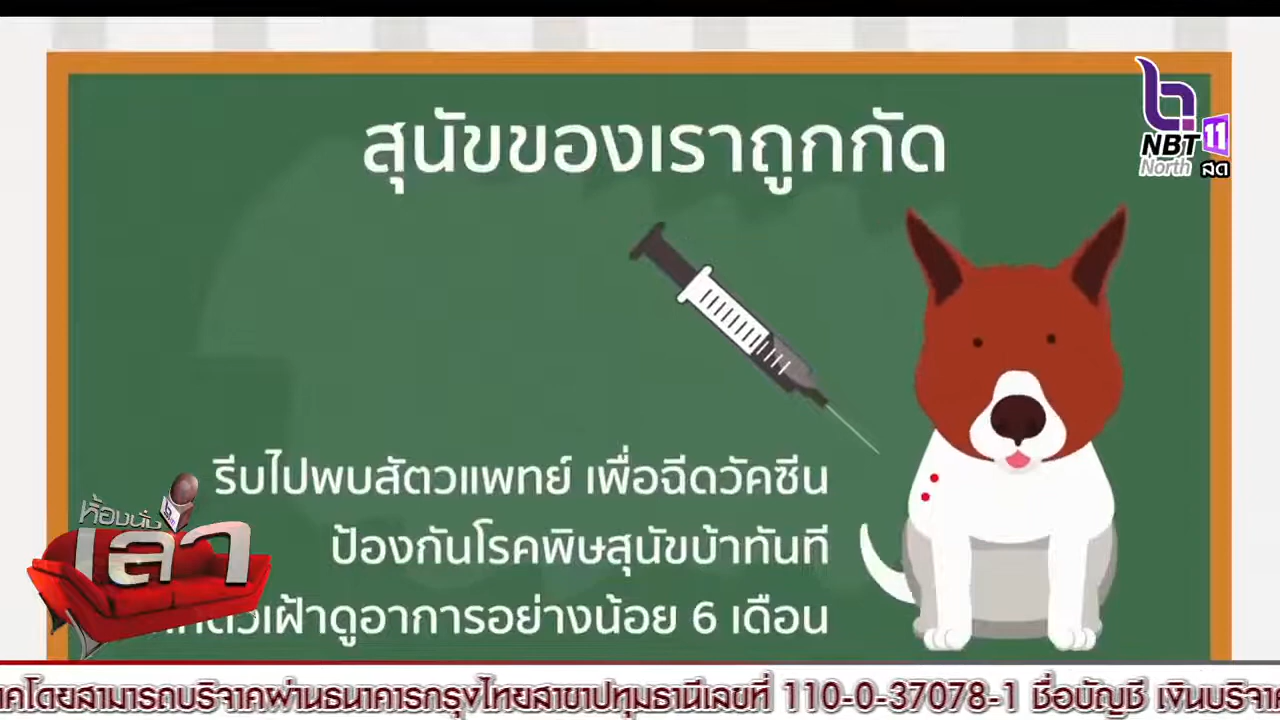 สุนัขของเราถูกกัด
NBT 11
North สด
รีบไปพบสัตวแพทย์ เพื่อฉีดวัคซีน
ป้องกันโรคพิษสุนัขบ้าทันที
เฝ้าดูอาการอย่างน้อย 6 เดือน
ห้องนั่ง
เล่า
โดยสามารถบริจาคผ่านธนาคารกรุงไทยสาขาปทุมธานีเลขที่ 110-0-37078-1 ชื่อบัญชี